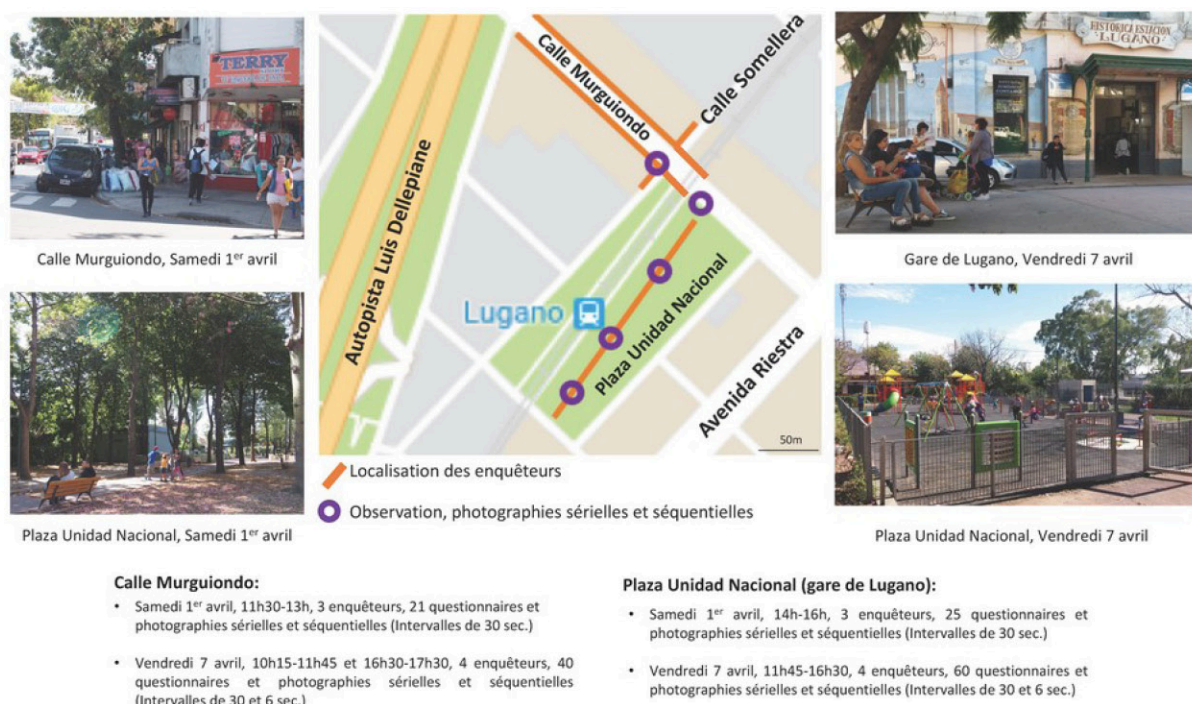 TERRY
HISTORICA ESTACION
LUGANO
Calle Murguiondo
Calle Somellera
Autopista Luis Dellepiane
Lugano
Plaza Unidad Nacional
Avenida Riestra
50m
Calle Murguiondo, Samedi 1er avril
Gare de Lugano, Vendredi 7 avril
Localisation des enquêteurs
Observation, photographies sérielles et séquentielles
Plaza Unidad Nacional, Samedi 1er avril
Plaza Unidad Nacional, Vendredi 7 avril
Calle Murguiondo:
• Samedi 1er avril, 11h30-13h, 3 enquêteurs, 21 questionnaires et
photographies sérielles et séquentielles (Intervalles de 30 sec.)
• Vendredi 7 avril, 10h15-11h45 et 16h30-17h30, 4 enquêteurs, 40
questionnaires et photographies sérielles et séquentielles
(Intervalles de 30 et 6 sec.)
Plaza Unidad Nacional (gare de Lugano):
• Samedi 1er avril, 14h-16h, 3 enquêteurs, 25 questionnaires et
photographies sérielles et séquentielles (Intervalles de 30 sec.)
• Vendredi 7 avril, 11h45-16h30, 4 enquêteurs, 60 questionnaires et
photographies sérielles et séquentielles (Intervalles de 30 et 6 sec.)